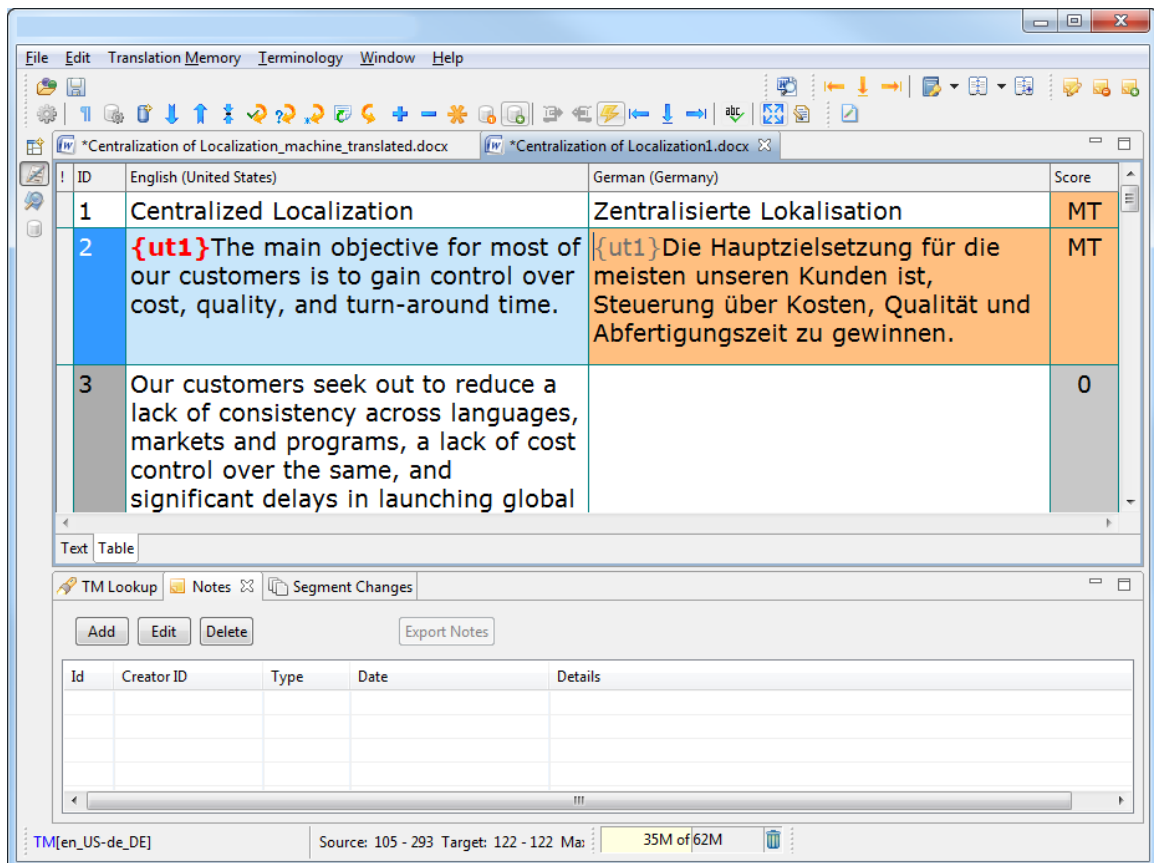 File Edit Translation Memory Terminology Window Help
*Centralization of Localization_machine_translated.docx *Centralization of Localization1.docx
! ID English (United States) German (Germany) Score
1 Centralized Localization Zentralisierte Lokalisation MT
2 {ut1}The main objective for most of {ut1}Die Hauptzielsetzung für die MT
our customers is to gain control over meisten unseren Kunden ist,
cost, quality, and turn-around time. Steuerung über Kosten, Qualität und
Abfertigungszeit zu gewinnen.
3 Our customers seek out to reduce a 0
lack of consistency across languages,
markets and programs, a lack of cost
control over the same, and
significant delays in launching global
Text Table
TM Lookup Notes Segment Changes
Add Edit Delete Export Notes
Id Creator ID Type Date Details
TM[en_US-de_DE] Source: 105 - 293 Target: 122 - 122 Ma: 35M of 62M